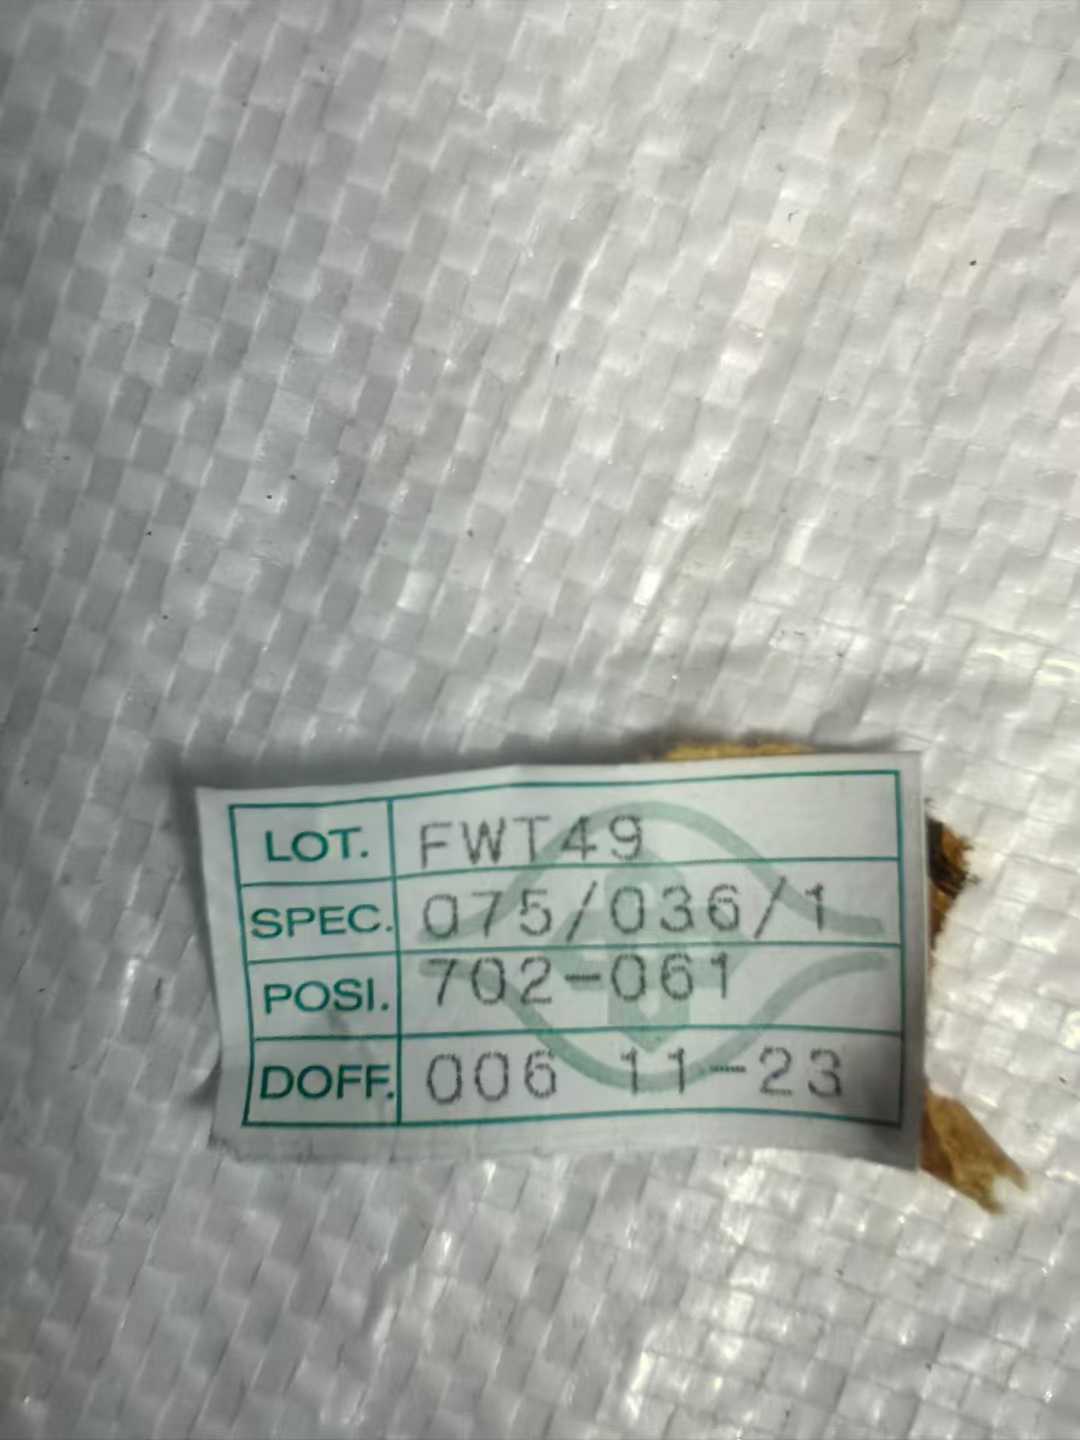 LOT. FWT49
SPEC. 075/036/1
POSI. 702-061
DOFF. 006 11-23